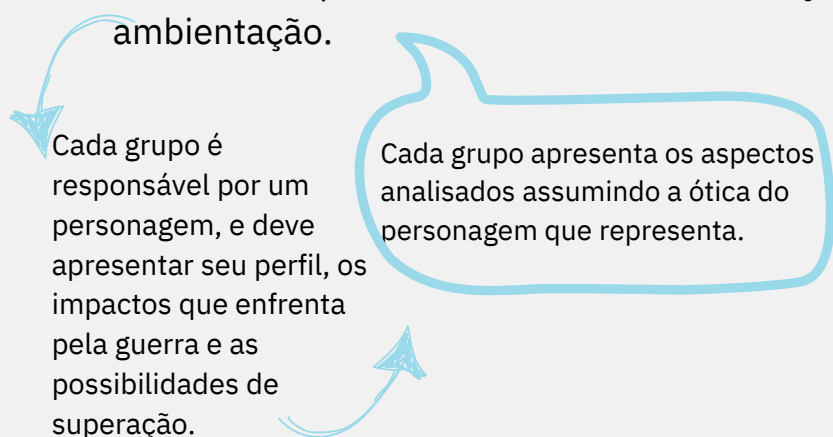 ambientação.
Cada grupo é
responsável por um
personagem, e deve
apresentar seu perfil, os
impactos que enfrenta
pela guerra e as
possibilidades de
superação.
Cada grupo apresenta os aspectos
analisados assumindo a ótica do
personagem que representa.